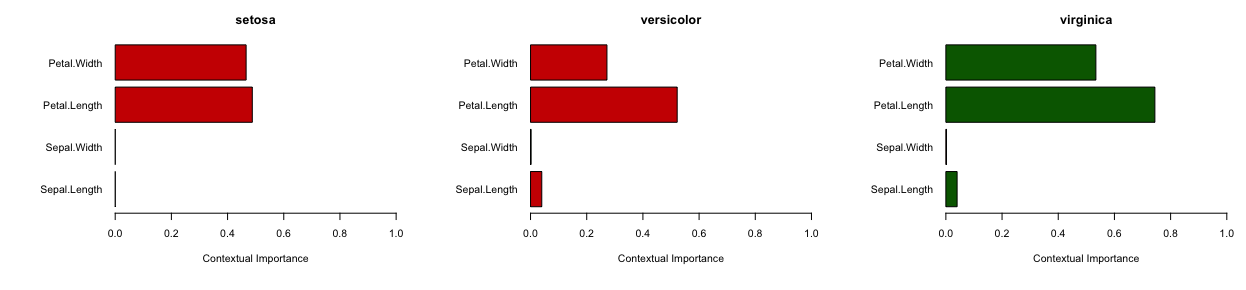 setosa
Petal.Width
Petal.Length
Sepal.Width
Sepal.Length
0.0 0.2 0.4 0.6 0.8 1.0
Contextual Importance
versicolor
Petal.Width
Petal.Length
Sepal.Width
Sepal.Length
0.0 0.2 0.4 0.6 0.8 1.0
Contextual Importance
virginica
Petal.Width
Petal.Length
Sepal.Width
Sepal.Length
0.0 0.2 0.4 0.6 0.8 1.0
Contextual Importance